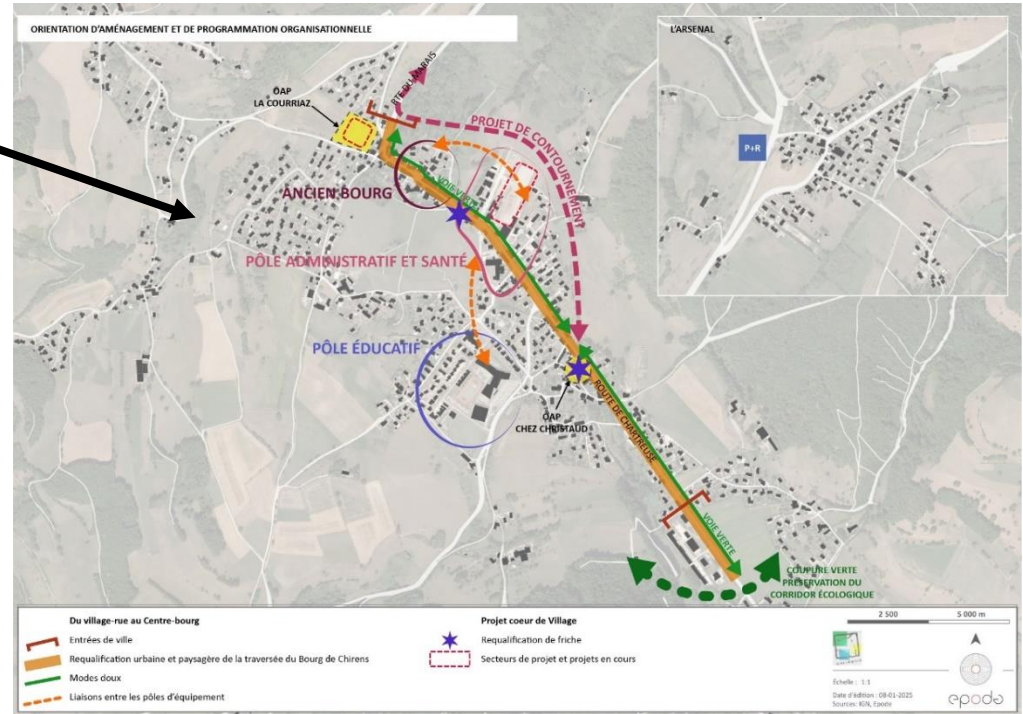 ORIENTATION D'AMÉNAGEMENT ET DE PROGRAMMATION ORGANISATIONNELLE
L'ARSENAL
P+R
OAP
LA COURRIAZ
RTE DU MARAIS
PROJET DE CONTOURNEMENT
VOIE VERTE
ANCIEN BOURG
PÔLE ADMINISTRATIF ET SANTÉ
PÔLE ÉDUCATIF
OAP
CHEZ CHRISTAUD
ROUTE DE CHARTREUSE
VOIE VERTE
COUPURE VERTE
PRÉSERVATION DU
CORRIDOR ÉCOLOGIQUE
Du village-rue au Centre-bourg
Entrées de ville
Requalification urbaine et paysagère de la traversée du Bourg de Chirens
Modes doux
Liaisons entre les pôles d'équipement
Projet coeur de Village
Requalification de friche
Secteurs de projet et projets en cours
2 500
5 000 m
Échelle : 1:1
Date d'édition : 08-01-2025
Sources: IGN, Epode
epode